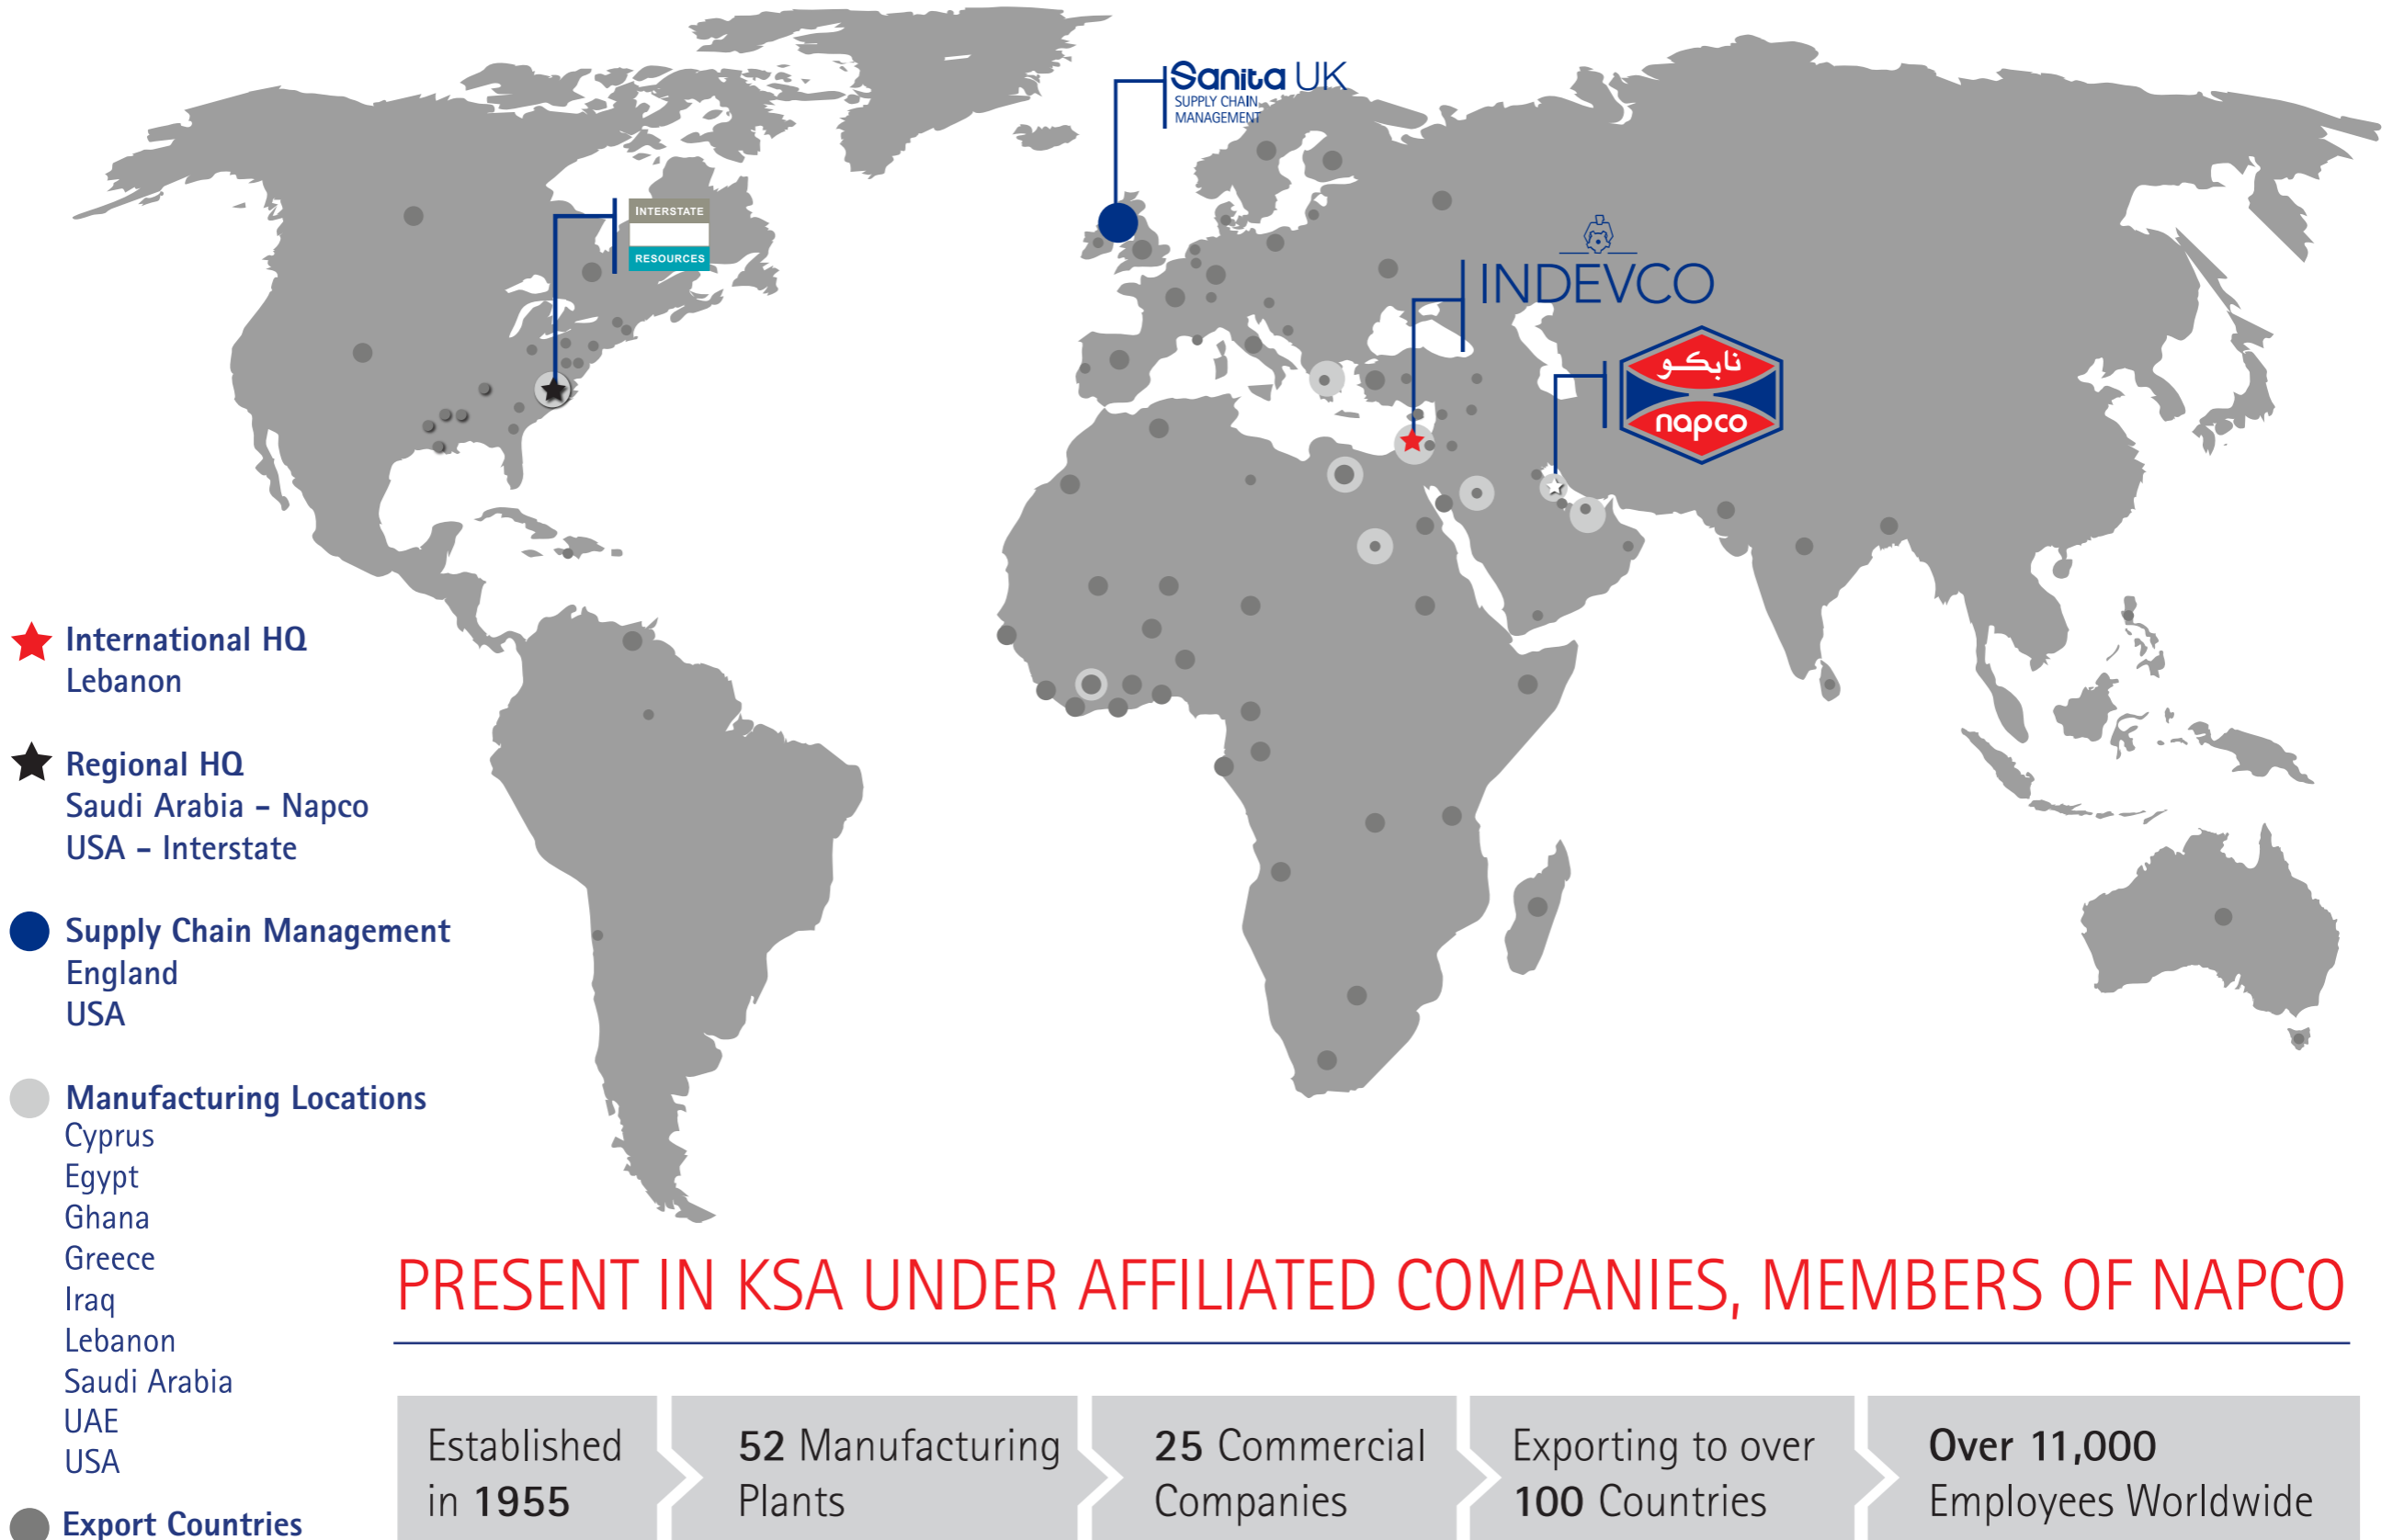 Sanita UK
SUPPLY CHAIN
MANAGEMENT
INTERSTATE
RESOURCES
INDEVCO
نابكو
napco
International HQ
Lebanon
Regional HQ
Saudi Arabia - Napco
USA - Interstate
Supply Chain Management
England
USA
Manufacturing Locations
Cyprus
Egypt
Ghana
Greece
Iraq
Lebanon
Saudi Arabia
UAE
USA
Export Countries
PRESENT IN KSA UNDER AFFILIATED COMPANIES, MEMBERS OF NAPCO
Established
in 1955
52 Manufacturing
Plants
25 Commercial
Companies
Exporting to over
100 Countries
Over 11,000
Employees Worldwide